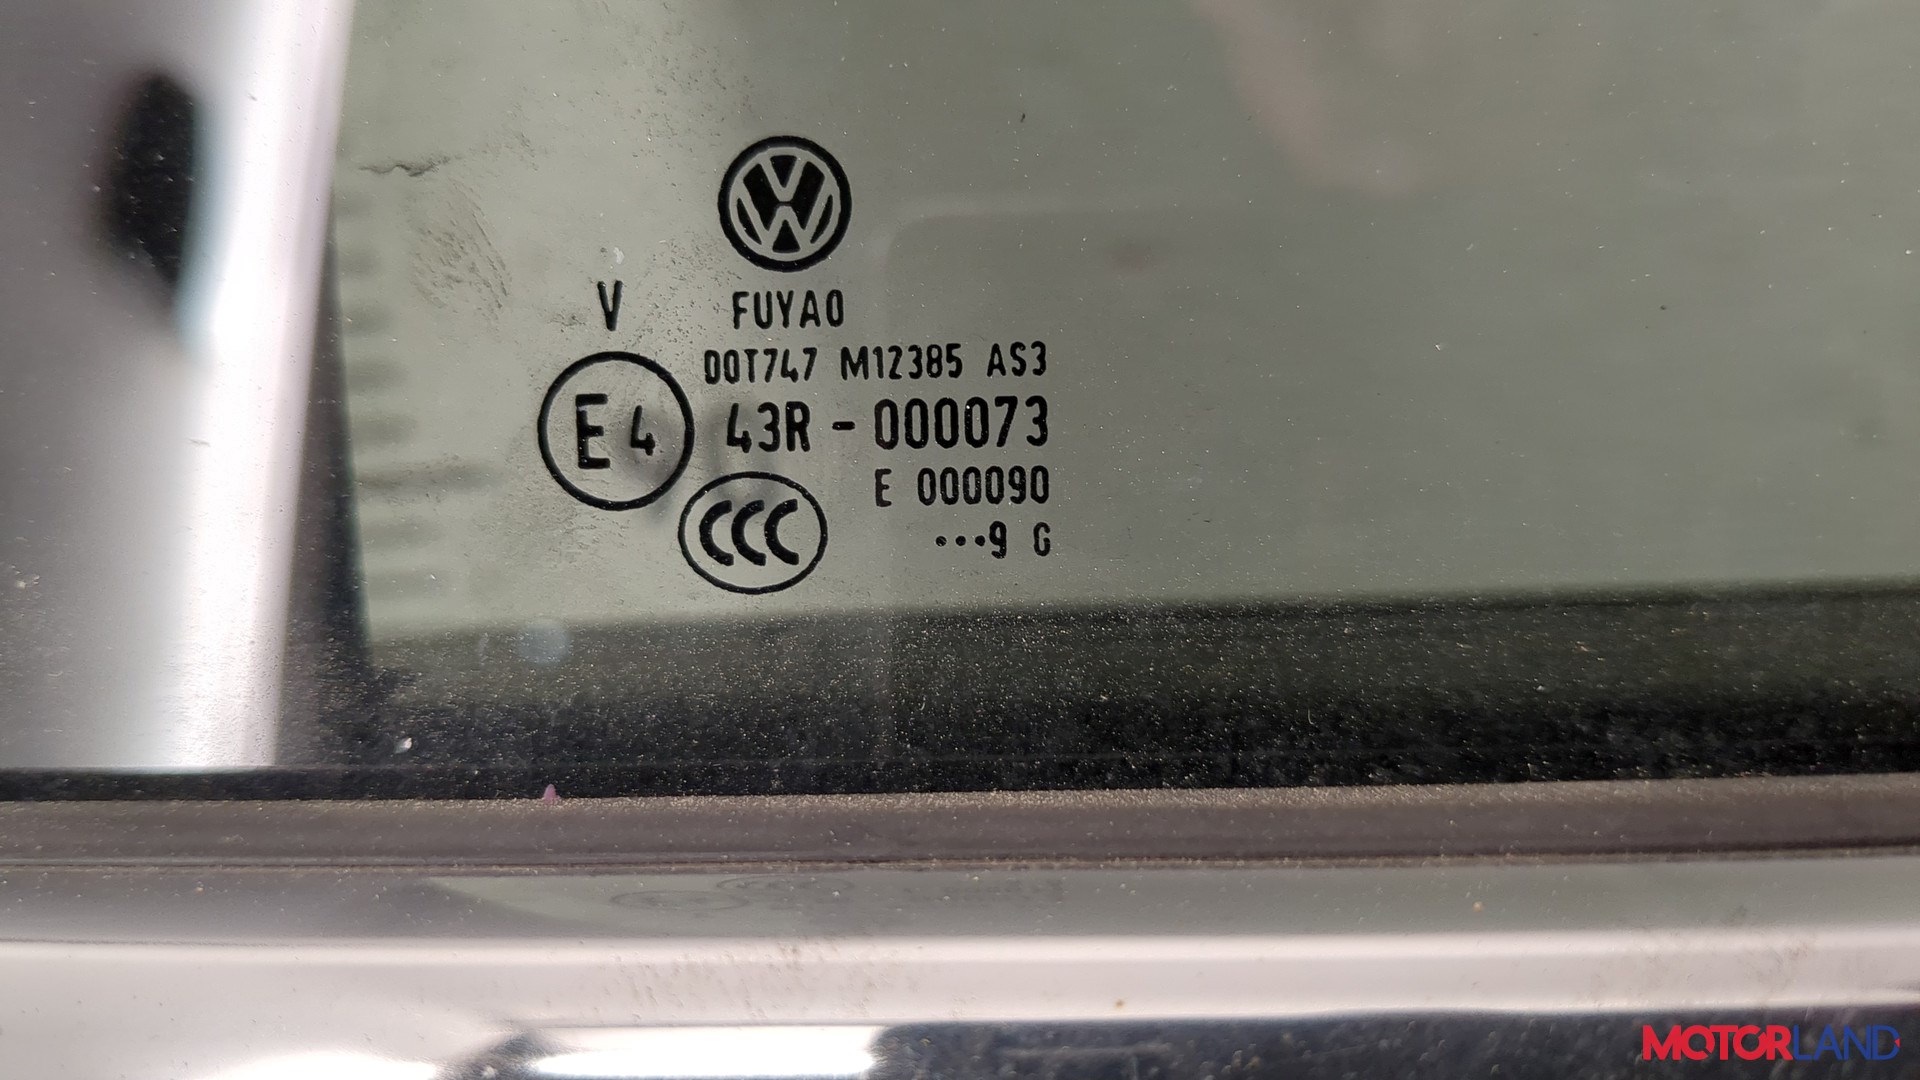 V
FUYAO
DOT747 M12385 AS3
E4 43R-000073
E 000090
CCC
•••9 G
MOTORLAND